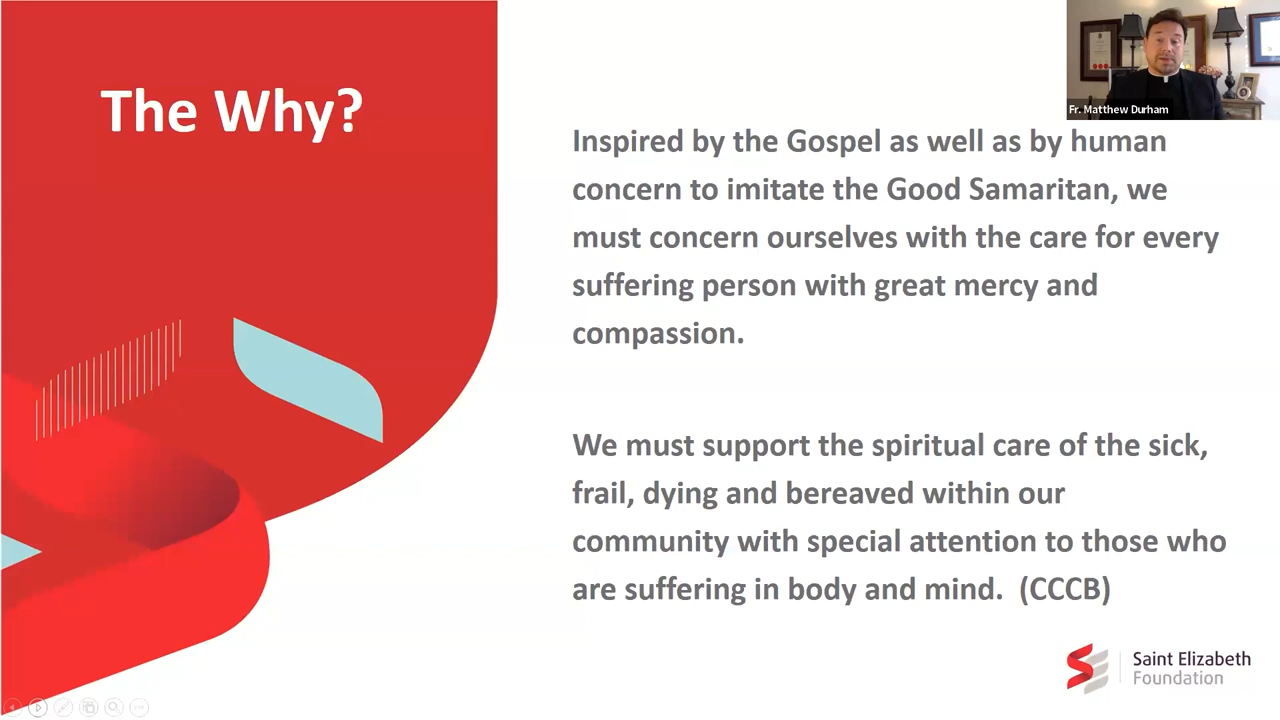 The Why?
Fr. Matthew Durham
Inspired by the Gospel as well as by human
concern to imitate the Good Samaritan, we
must concern ourselves with the care for every
suffering person with great mercy and
compassion.
We must support the spiritual care of the sick,
frail, dying and bereaved within our
community with special attention to those who
are suffering in body and mind.  (CCCB)
Saint Elizabeth
Foundation